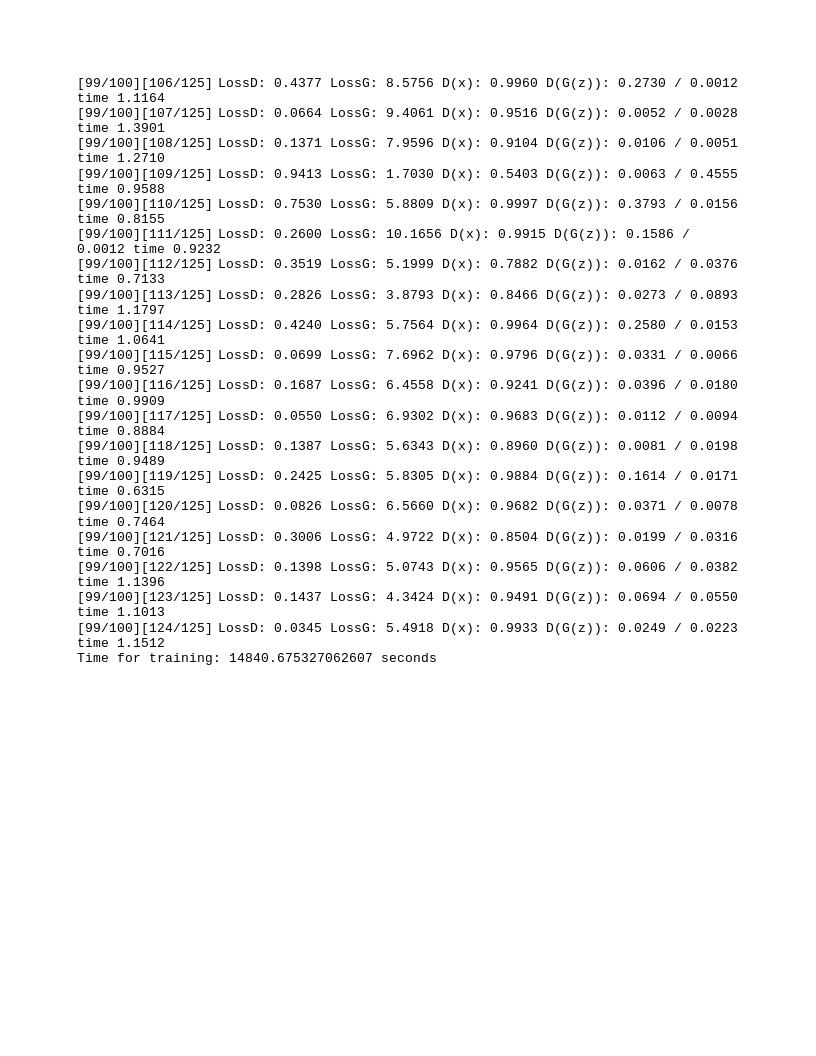 [99/100][106/125] LossD: 0.4377 LossG: 8.5756 D(x): 0.9960 D(G(z)): 0.2730 / 0.0012
time 1.1164
[99/100][107/125] LossD: 0.0664 LossG: 9.4061 D(x): 0.9516 D(G(z)): 0.0052 / 0.0028
time 1.3901
[99/100][108/125] LossD: 0.1371 LossG: 7.9596 D(x): 0.9104 D(G(z)): 0.0106 / 0.0051
time 1.2710
[99/100][109/125] LossD: 0.9413 LossG: 1.7030 D(x): 0.5403 D(G(z)): 0.0063 / 0.4555
time 0.9588
[99/100][110/125] LossD: 0.7530 LossG: 5.8809 D(x): 0.9997 D(G(z)): 0.3793 / 0.0156
time 0.8155
[99/100][111/125] LossD: 0.2600 LossG: 10.1656 D(x): 0.9915 D(G(z)): 0.1586 /
0.0012 time 0.9232
[99/100][112/125] LossD: 0.3519 LossG: 5.1999 D(x): 0.7882 D(G(z)): 0.0162 / 0.0376
time 0.7133
[99/100][113/125] LossD: 0.2826 LossG: 3.8793 D(x): 0.8466 D(G(z)): 0.0273 / 0.0893
time 1.1797
[99/100][114/125] LossD: 0.4240 LossG: 5.7564 D(x): 0.9964 D(G(z)): 0.2580 / 0.0153
time 1.0641
[99/100][115/125] LossD: 0.0699 LossG: 7.6962 D(x): 0.9796 D(G(z)): 0.0331 / 0.0066
time 0.9527
[99/100][116/125] LossD: 0.1687 LossG: 6.4558 D(x): 0.9241 D(G(z)): 0.0396 / 0.0180
time 0.9909
[99/100][117/125] LossD: 0.0550 LossG: 6.9302 D(x): 0.9683 D(G(z)): 0.0112 / 0.0094
time 0.8884
[99/100][118/125] LossD: 0.1387 LossG: 5.6343 D(x): 0.8960 D(G(z)): 0.0081 / 0.0198
time 0.9489
[99/100][119/125] LossD: 0.2425 LossG: 5.8305 D(x): 0.9884 D(G(z)): 0.1614 / 0.0171
time 0.6315
[99/100][120/125] LossD: 0.0826 LossG: 6.5660 D(x): 0.9682 D(G(z)): 0.0371 / 0.0078
time 0.7464
[99/100][121/125] LossD: 0.3006 LossG: 4.9722 D(x): 0.8504 D(G(z)): 0.0199 / 0.0316
time 0.7016
[99/100][122/125] LossD: 0.1398 LossG: 5.0743 D(x): 0.9565 D(G(z)): 0.0606 / 0.0382
time 1.1396
[99/100][123/125] LossD: 0.1437 LossG: 4.3424 D(x): 0.9491 D(G(z)): 0.0694 / 0.0550
time 1.1013
[99/100][124/125] LossD: 0.0345 LossG: 5.4918 D(x): 0.9933 D(G(z)): 0.0249 / 0.0223
time 1.1512
Time for training: 14840.675327062607 seconds